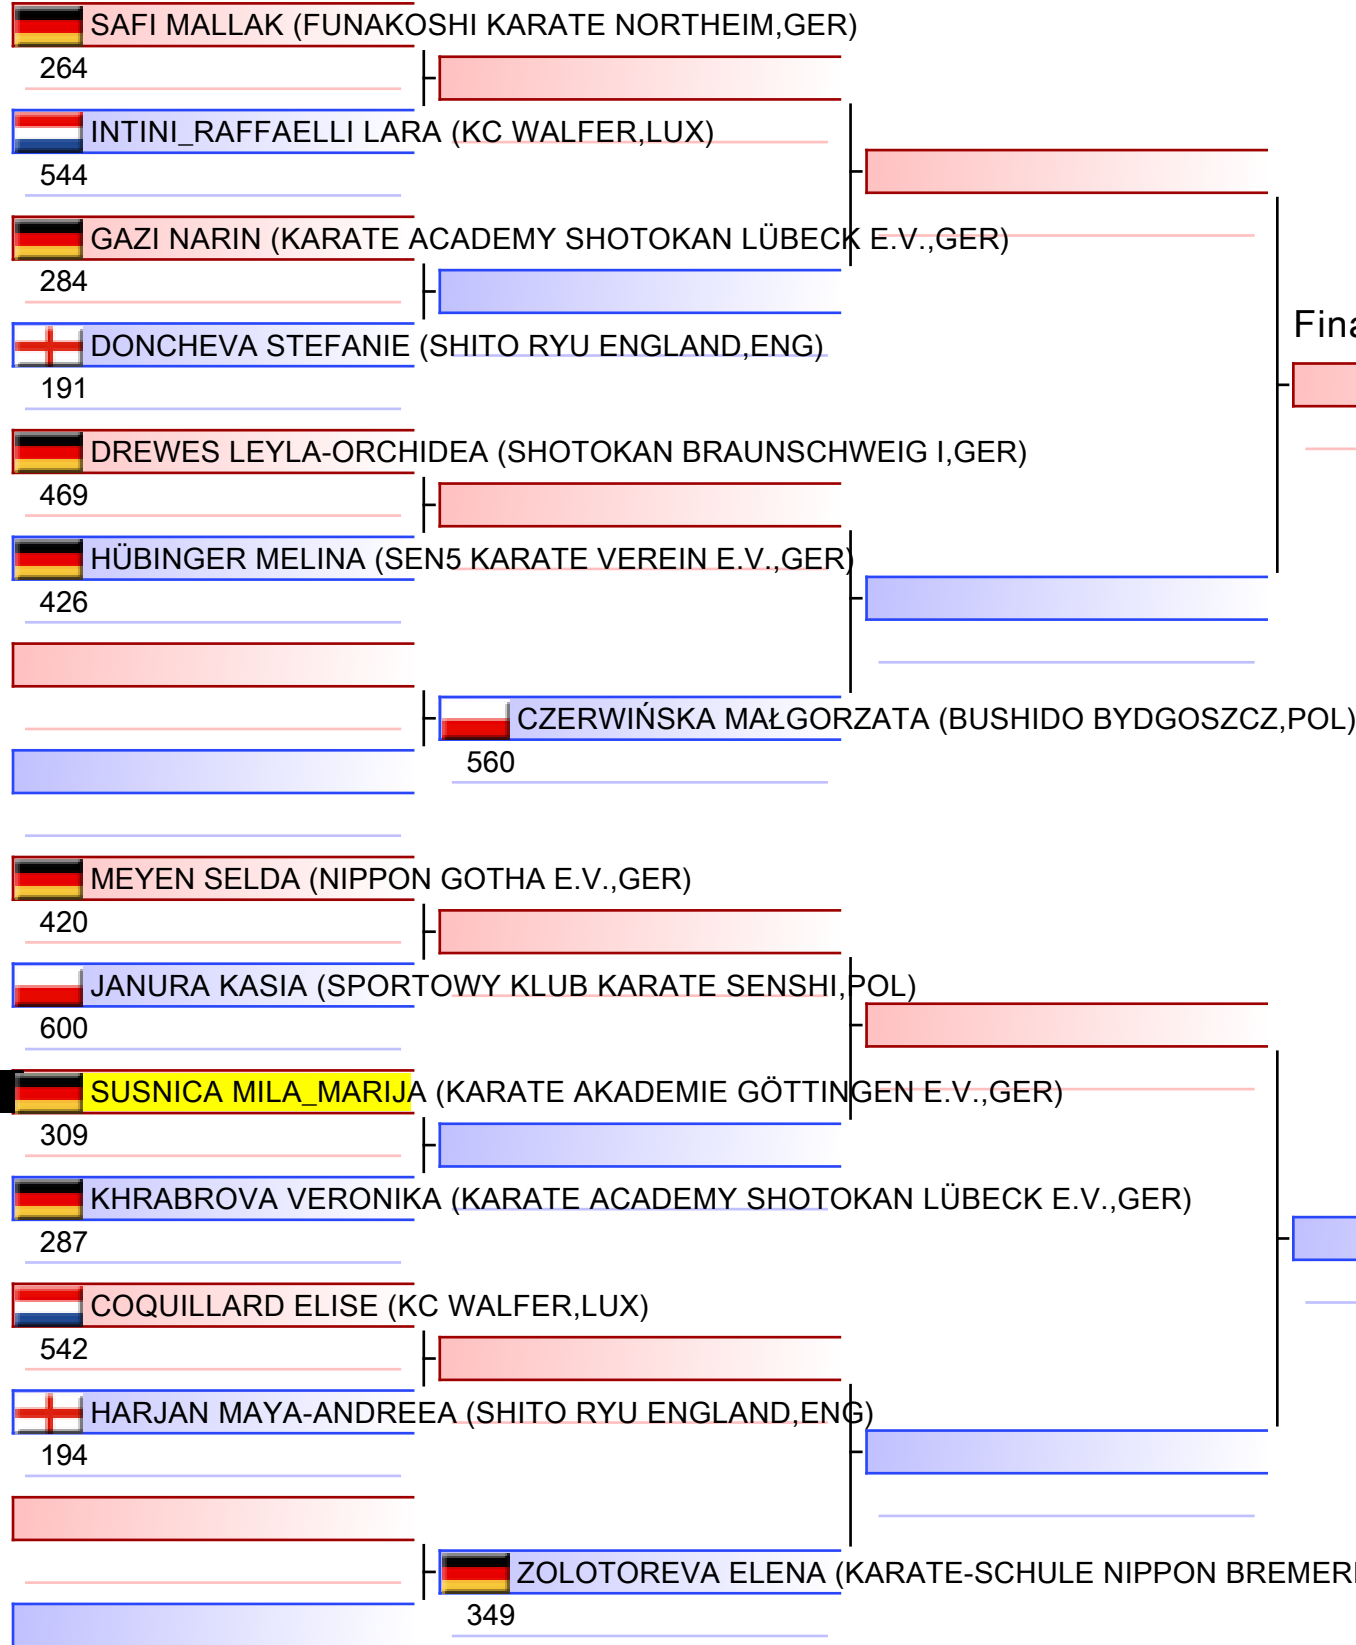 SAFI MALLAK (FUNAKOSHI KARATE NORTHEIM,GER)
264
INTINI_RAFFAELLI LARA (KC WALFER,LUX)
544
GAZI NARIN (KARATE ACADEMY SHOTOKAN LÜBECK E.V.,GER)
284
DONCHEVA STEFANIE (SHITO RYU ENGLAND,ENG)
191
DREWES LEYLA-ORCHIDEA (SHOTOKAN BRAUNSCHWEIG I,GER)
469
HÜBINGER MELINA (SEN5 KARATE VEREIN E.V.,GER)
426
CZERWIŃSKA MAŁGORZATA (BUSHIDO BYDGOSZCZ,POL)
560
MEYEN SELDA (NIPPON GOTHA E.V.,GER)
420
JANURA KASIA (SPORTOWY KLUB KARATE SENSHI,POL)
600
SUSNICA MILA_MARIJA (KARATE AKADEMIE GÖTTINGEN E.V.,GER)
309
KHRABROVA VERONIKA (KARATE ACADEMY SHOTOKAN LÜBECK E.V.,GER)
287
COQUILLARD ELISE (KC WALFER,LUX)
542
HARJAN MAYA-ANDREEA (SHITO RYU ENGLAND,ENG)
194
ZOLOTOREVA ELENA (KARATE-SCHULE NIPPON
349